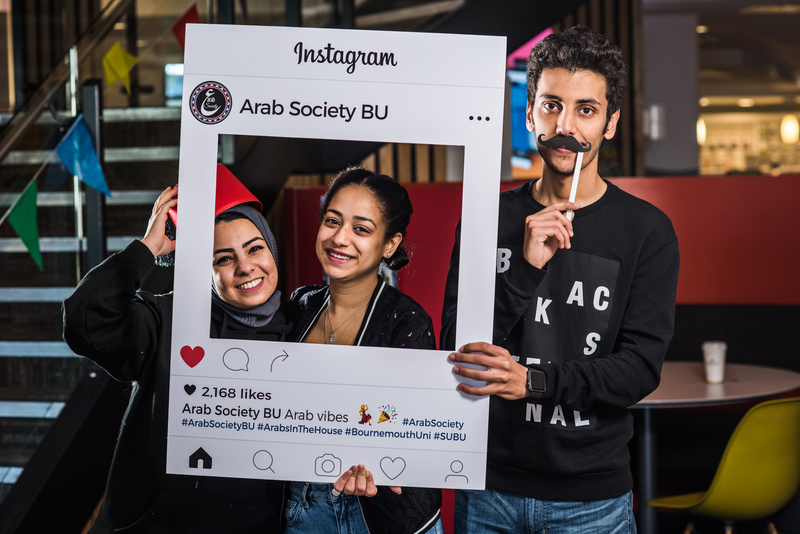 Instagram
Arab Society BU
2,168 likes
Arab Society BU Arab vibes 💃 🎉 #ArabSociety
#ArabSocietyBU #ArabsInTheHouse #BournemouthUni #SUBU
B
AC
K
S
NAL